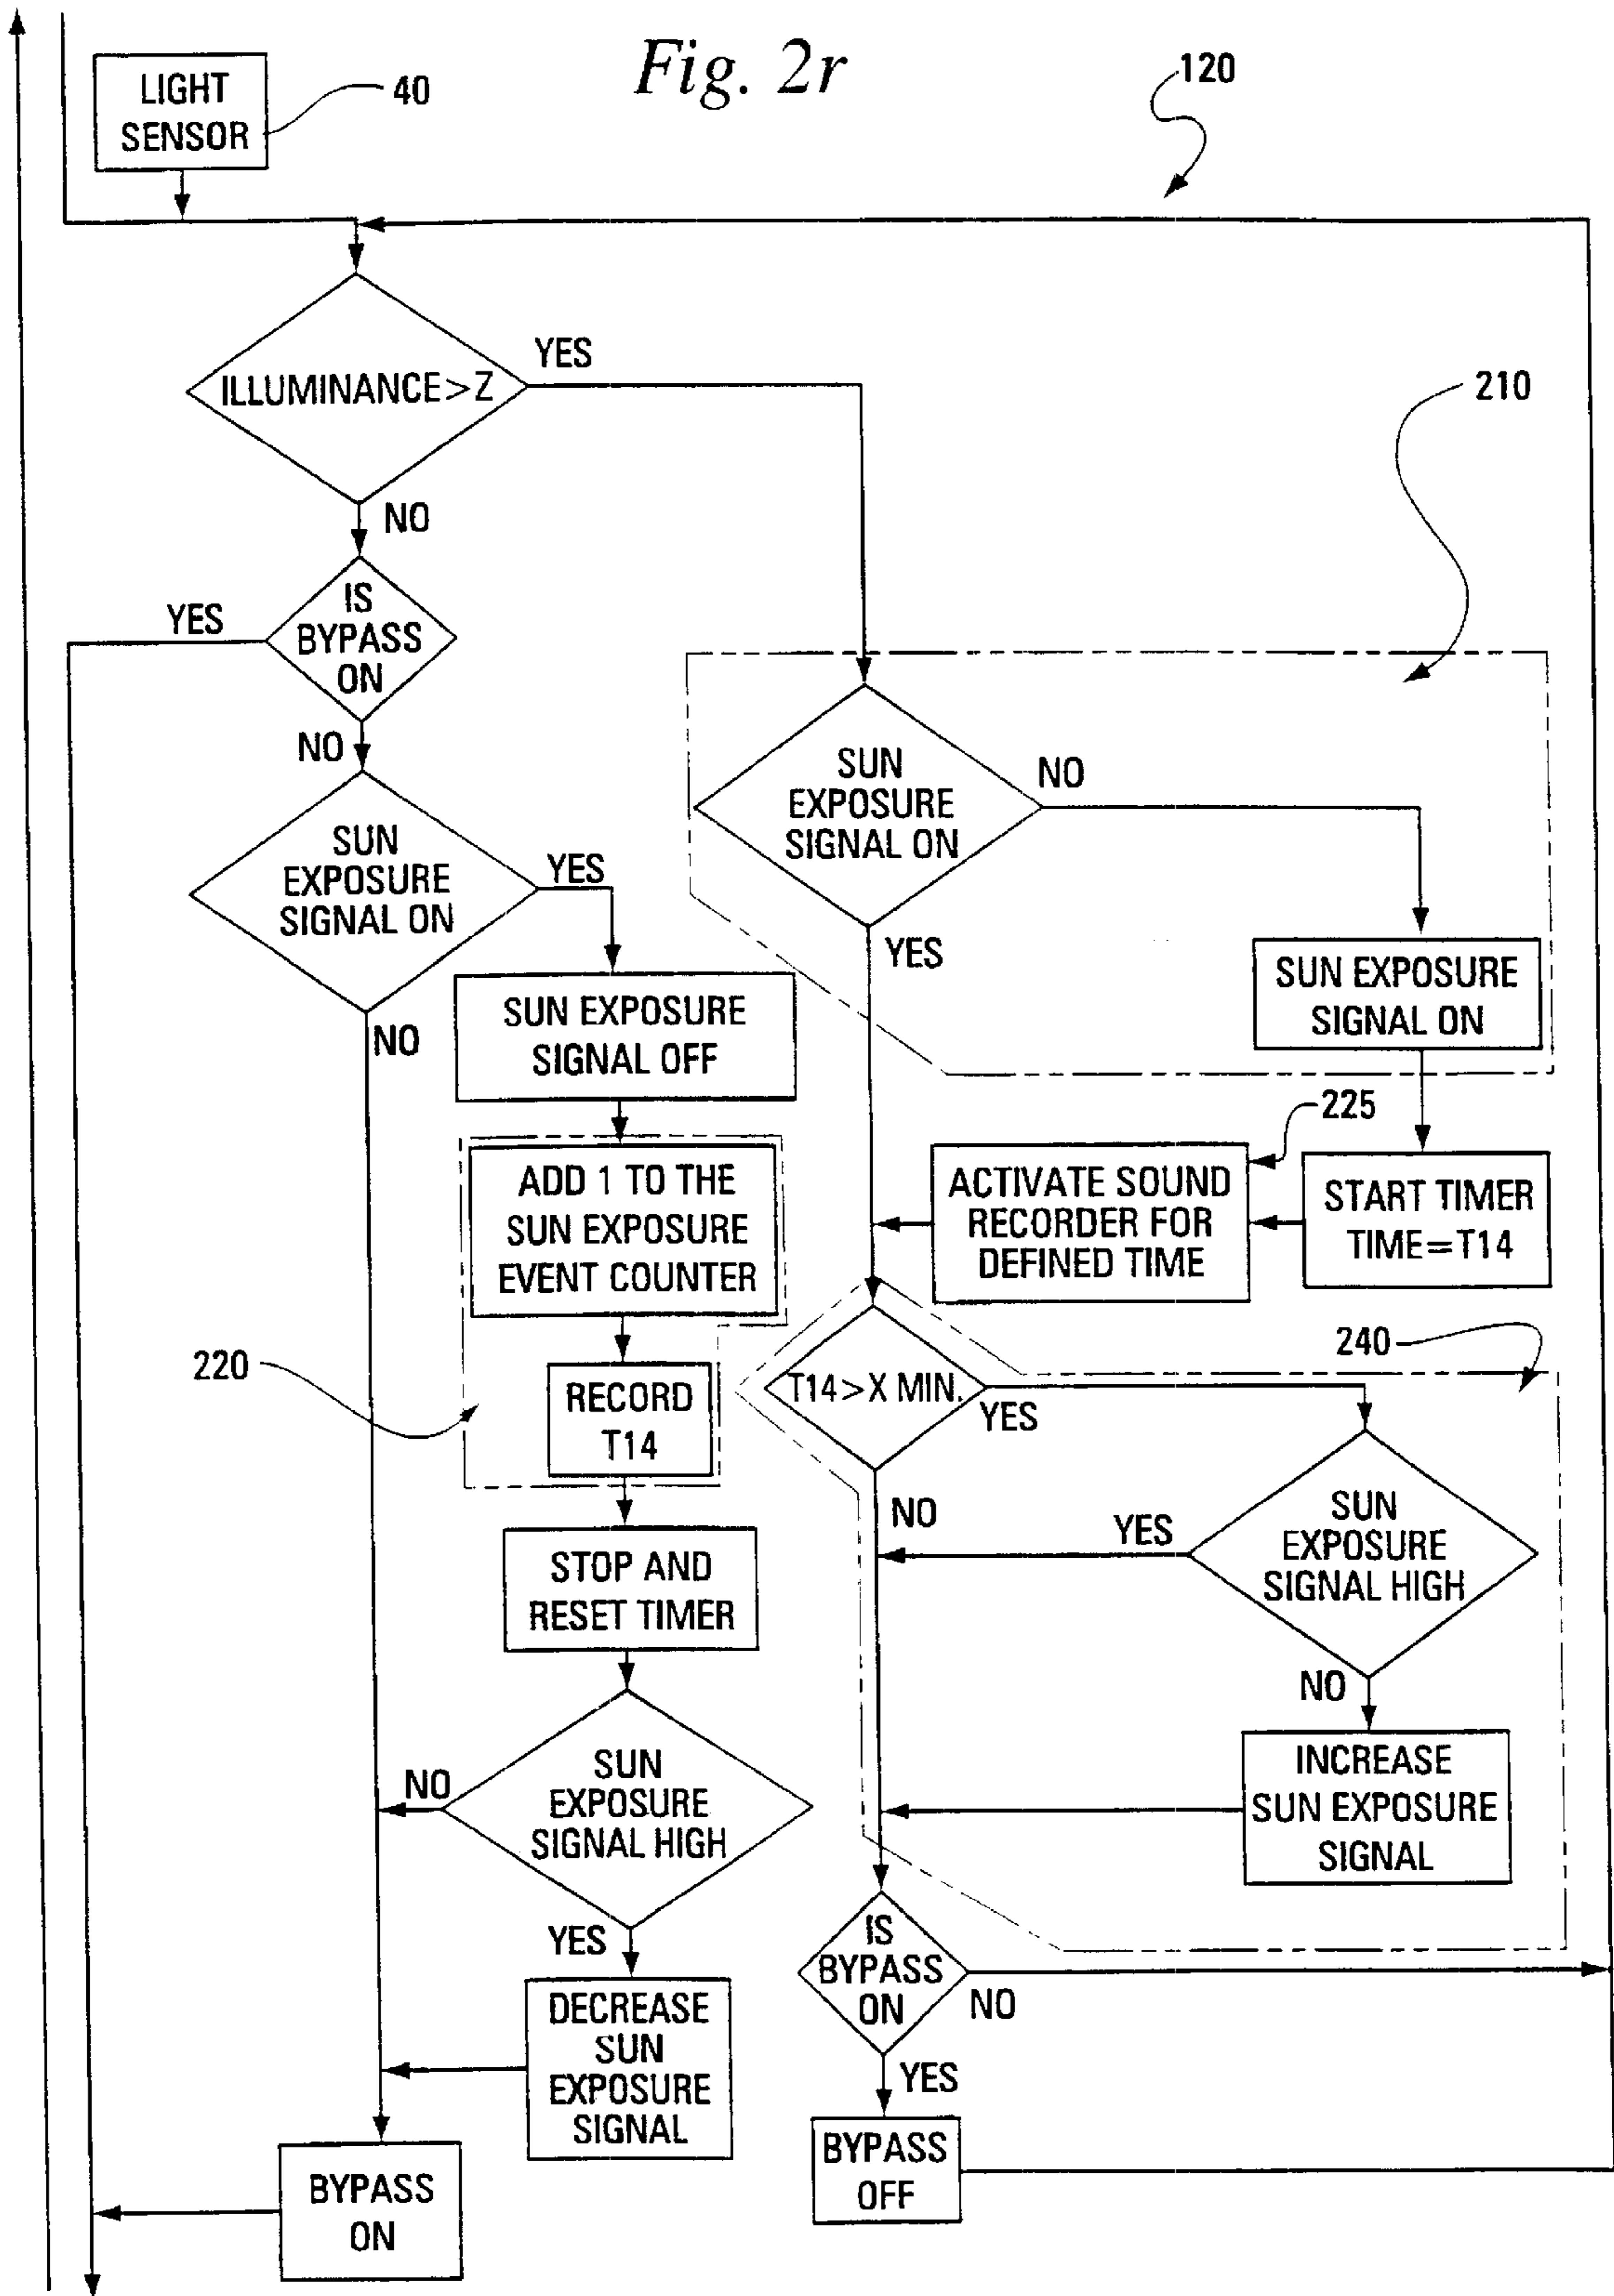 Fig. 2r
120
LIGHT
SENSOR
40
ILLUMINANCE>Z
YES
NO
210
IS
BYPASS
ON
YES
NO
SUN
EXPOSURE
SIGNAL ON
NO
YES
SUN EXPOSURE
SIGNAL ON
SUN
EXPOSURE
SIGNAL ON
YES
NO
SUN EXPOSURE
SIGNAL OFF
225
ADD 1 TO THE
SUN EXPOSURE
EVENT COUNTER
ACTIVATE SOUND
RECORDER FOR
DEFINED TIME
START TIMER
TIME=T14
220
RECORD
T14
240
T14>X MIN.
YES
NO
SUN
EXPOSURE
SIGNAL HIGH
YES
NO
STOP AND
RESET TIMER
INCREASE
SUN EXPOSURE
SIGNAL
SUN
EXPOSURE
SIGNAL HIGH
NO
YES
IS
BYPASS
ON
NO
YES
DECREASE
SUN
EXPOSURE
SIGNAL
BYPASS
OFF
BYPASS
ON